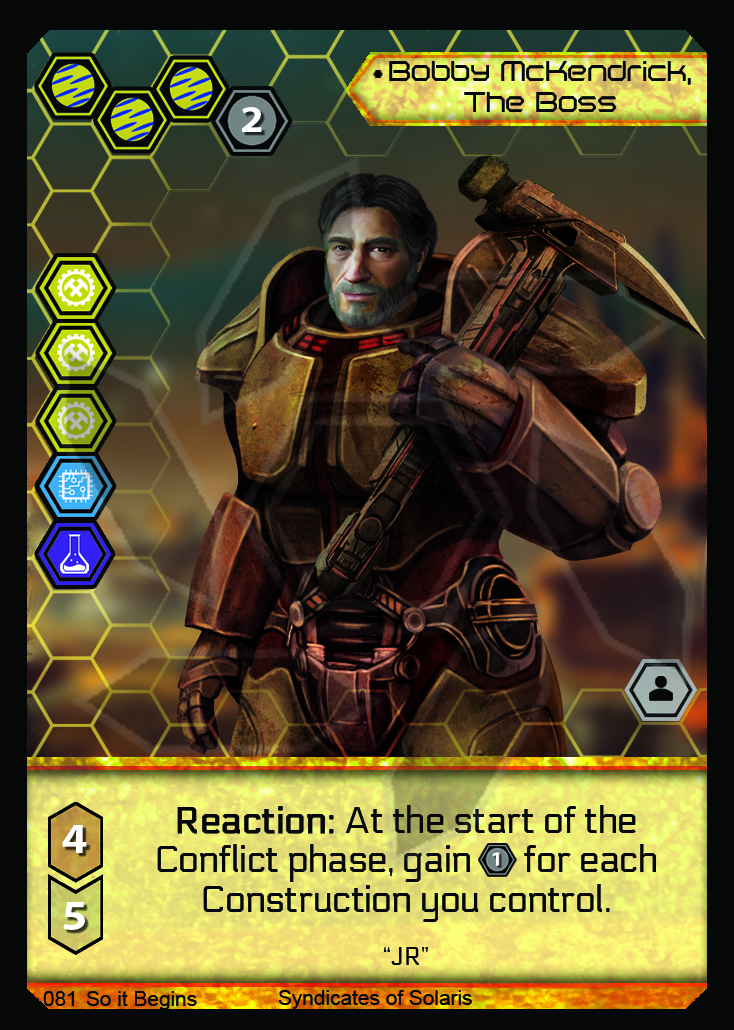 • Bobby McKendrick,
The Boss
2
Reaction: At the start of the
Conflict phase, gain 1 for each
Construction you control.
4
5
“JR”
081 So it Begins Syndicates of Solaris